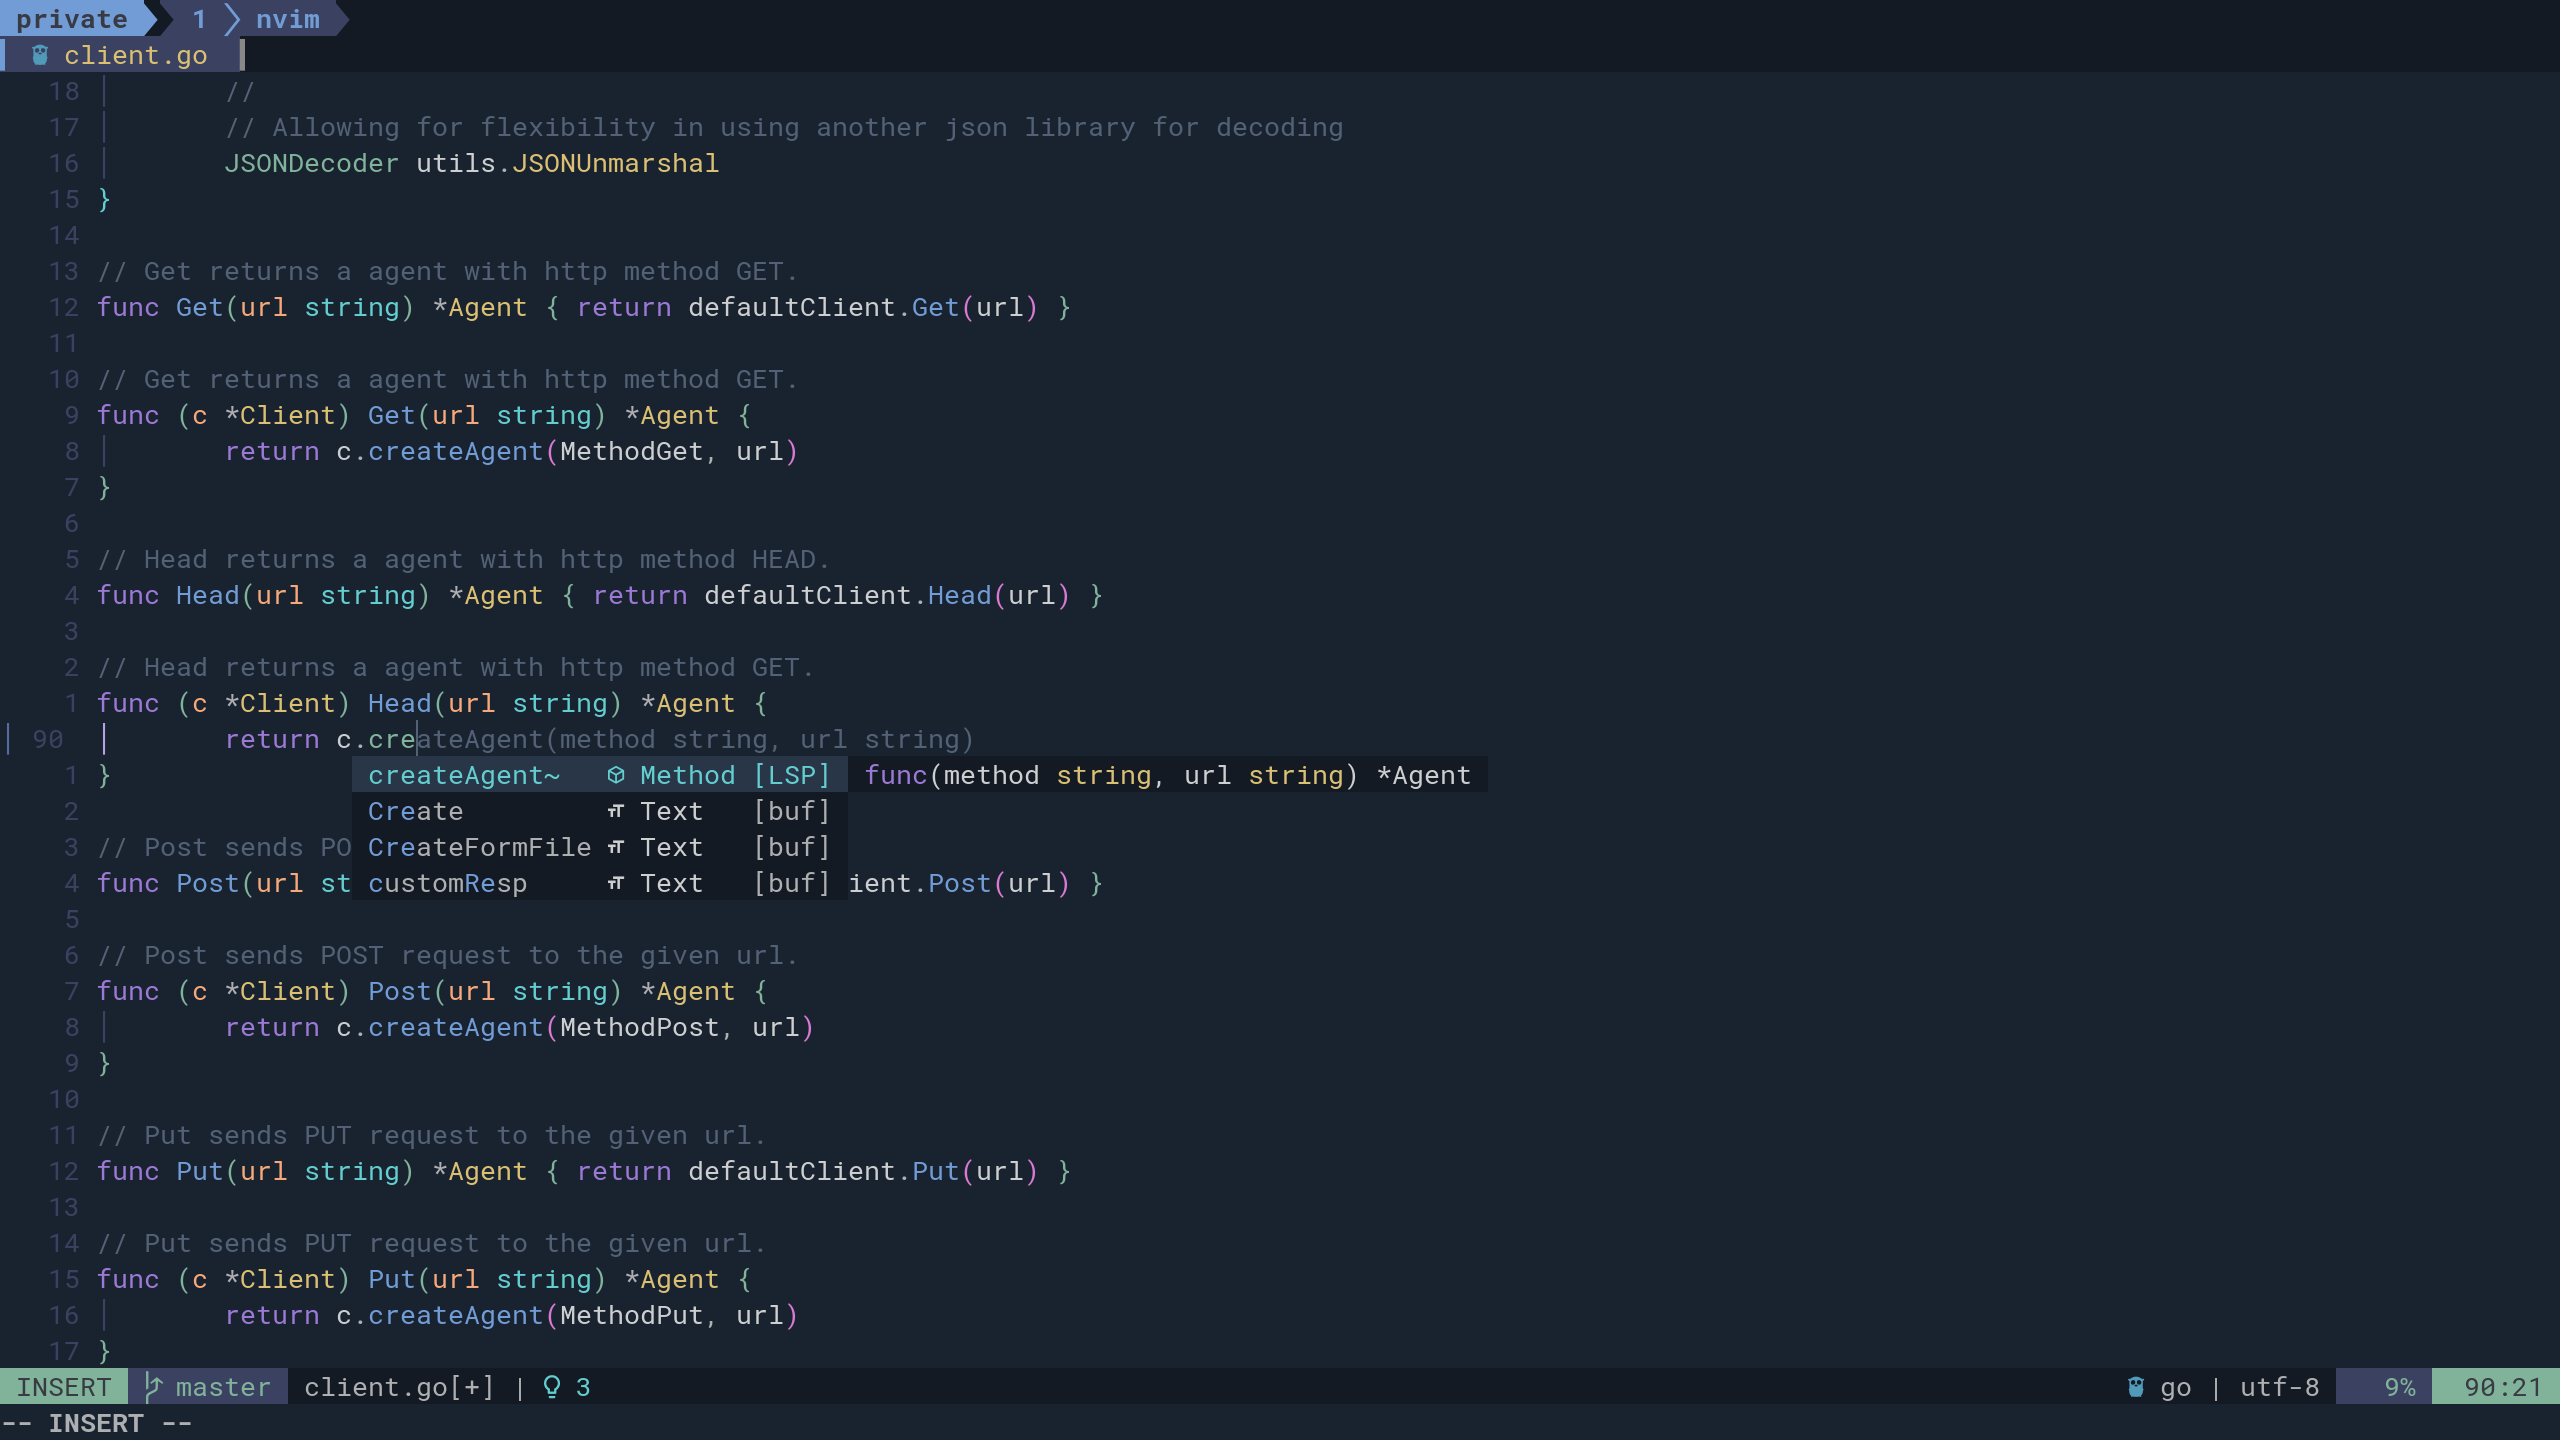 private 1 nvim
client.go
18 //
17 // Allowing for flexibility in using another json library for decoding
16 JSONDecoder utils.JSONUnmarshal
15 }
14
13 // Get returns a agent with http method GET.
12 func Get(url string) *Agent { return defaultClient.Get(url) }
11
10 // Get returns a agent with http method GET.
9 func (c *Client) Get(url string) *Agent {
8 return c.createAgent(MethodGet, url)
7 }
6
5 // Head returns a agent with http method HEAD.
4 func Head(url string) *Agent { return defaultClient.Head(url) }
3
2 // Head returns a agent with http method GET.
1 func (c *Client) Head(url string) *Agent {
90 return c.createAgent(method string, url string)
1 } createAgent~ Method [LSP] func(method string, url string) *Agent
2 Create Text [buf]
3 // Post sends PO CreateFormFile Text [buf]
4 func Post(url st customResp Text [buf] ient.Post(url) }
5
6 // Post sends POST request to the given url.
7 func (c *Client) Post(url string) *Agent {
8 return c.createAgent(MethodPost, url)
9 }
10
11 // Put sends PUT request to the given url.
12 func Put(url string) *Agent { return defaultClient.Put(url) }
13
14 // Put sends PUT request to the given url.
15 func (c *Client) Put(url string) *Agent {
16 return c.createAgent(MethodPut, url)
17 }
INSERT master client.go[+] | 3 go | utf-8 9% 90:21
-- INSERT --